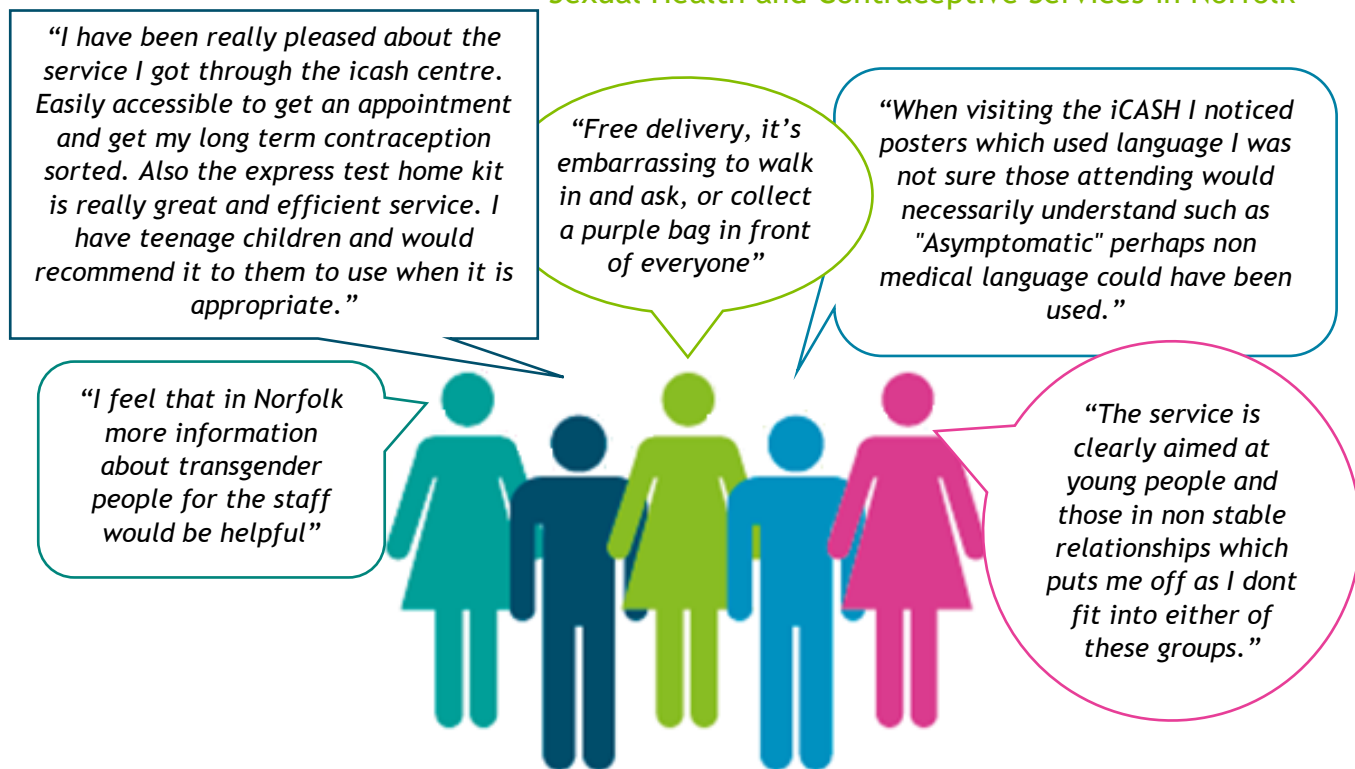 Sexual Health and Contraceptive Services in Norfolk
“I have been really pleased about the
service I got through the icash centre.
Easily accessible to get an appointment
and get my long term contraception
sorted. Also the express test home kit
is really great and efficient service. I
have teenage children and would
recommend it to them to use when it is
appropriate.”
“Free delivery, it’s
embarrassing to walk
in and ask, or collect
a purple bag in front
of everyone”
“When visiting the iCASH I noticed
posters which used language I was
not sure those attending would
necessarily understand such as
"Asymptomatic" perhaps non
medical language could have been
used.”
“I feel that in Norfolk
more information
about transgender
people for the staff
would be helpful”
“The service is
clearly aimed at
young people and
those in non stable
relationships which
puts me off as I dont
fit into either of
these groups.”